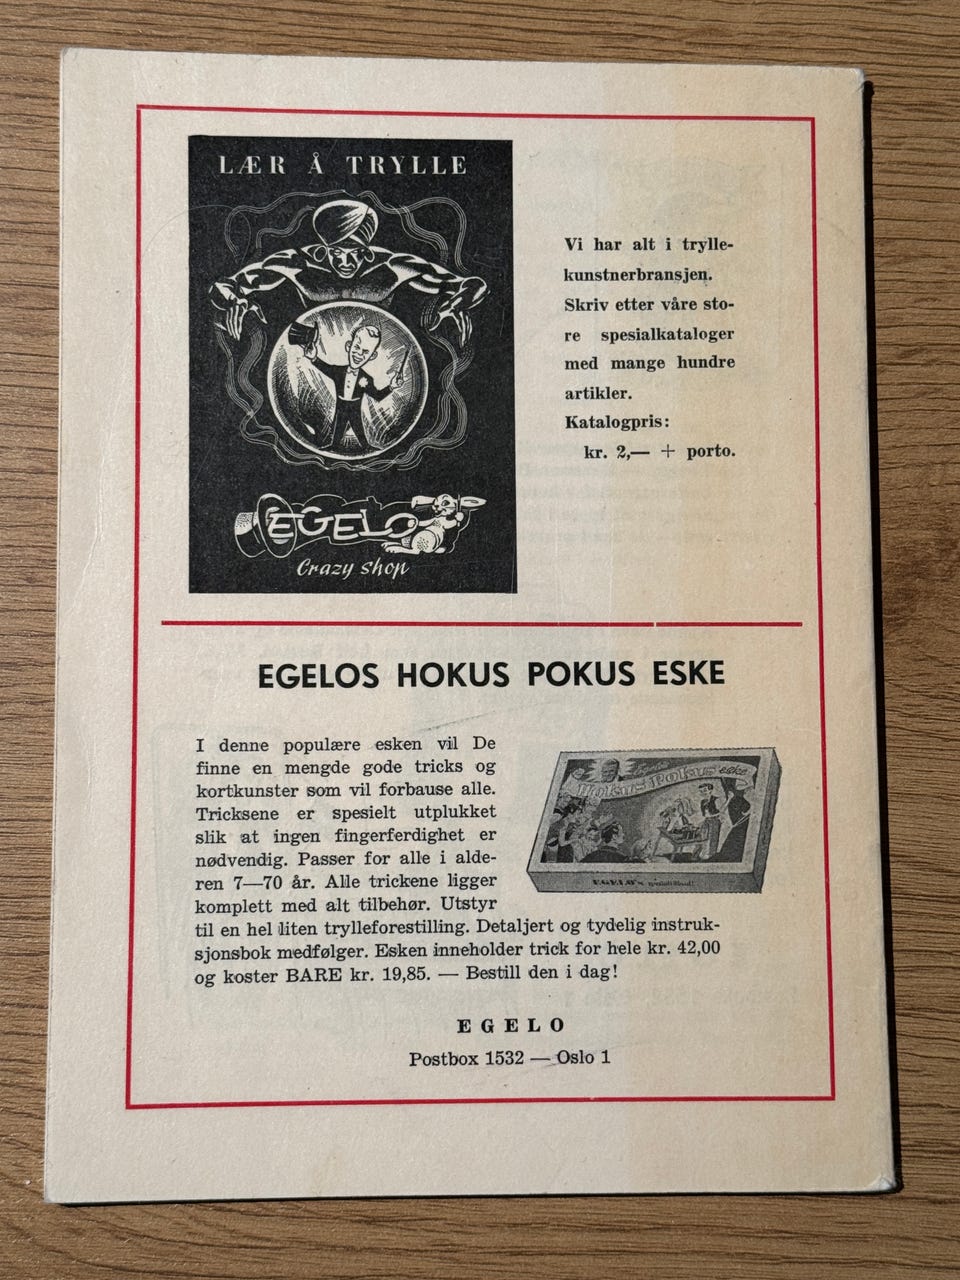 LÆR Å TRYLLE
EGELO
Crazy shop
Vi har alt i trylle-
kunstnerbransjen.
Skriv etter våre sto-
re spesialkataloger
med mange hundre
artikler.
Katalogpris:
kr. 2,— + porto.
EGELOS HOKUS POKUS ESKE
I denne populære esken vil De
finne en mengde gode tricks og
kortkunster som vil forbause alle.
Tricksene er spesielt utplukket
slik at ingen fingerferdighet er
nødvendig. Passer for alle i alde-
ren 7—70 år. Alle trickene ligger
komplett med alt tilbehør. Utstyr
til en hel liten trylleforestilling. Detaljert og tydelig instruk-
sjonsbok medfølger. Esken inneholder trick for hele kr. 42,00
og koster BARE kr. 19,85. — Bestill den i dag!
Hokus Pokus eske
EGELO
Postbox 1532 — Oslo 1